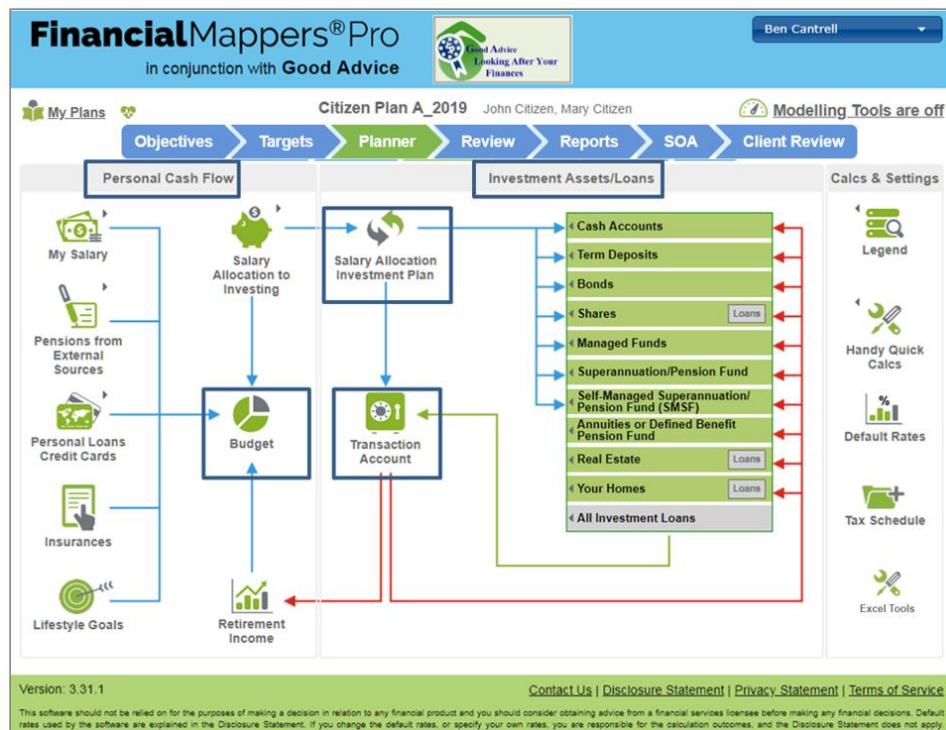 FinancialMappers®Pro
in conjunction with Good Advice
Good Advice
Looking After Your
Finances
Ben Cantrell
My Plans
Citizen Plan A_2019 John Citizen, Mary Citizen
Modelling Tools are off
Objectives Targets Planner Review Reports SOA Client Review
Personal Cash Flow
Investment Assets/Loans
Calcs & Settings
My Salary
Pensions from
External
Sources
Personal Loans
Credit Cards
Insurances
Lifestyle Goals
Salary
Allocation to
Investing
Budget
Retirement
Income
Salary Allocation
Investment Plan
Transaction
Account
Cash Accounts
Term Deposits
Bonds
Shares Loans
Managed Funds
Superannuation/Pension Fund
Self-Managed Superannuation/
Pension Fund (SMSF)
Annuities or Defined Benefit
Pension Fund
Real Estate Loans
Your Homes Loans
All Investment Loans
Legend
Handy Quick
Calcs
%
Default Rates
Tax Schedule
Excel Tools
Version: 3.31.1
Contact Us | Disclosure Statement | Privacy Statement | Terms of Service
This software should not be relied on for the purposes of making a decision in relation to any financial product and you should consider obtaining advice from a financial services licensee before making any financial decisions. Default
rates used by the software are explained in the Disclosure Statement. If you change the default rates, or specify your own rates, you are responsible for the calculation outcomes, and the Disclosure Statement does not apply.